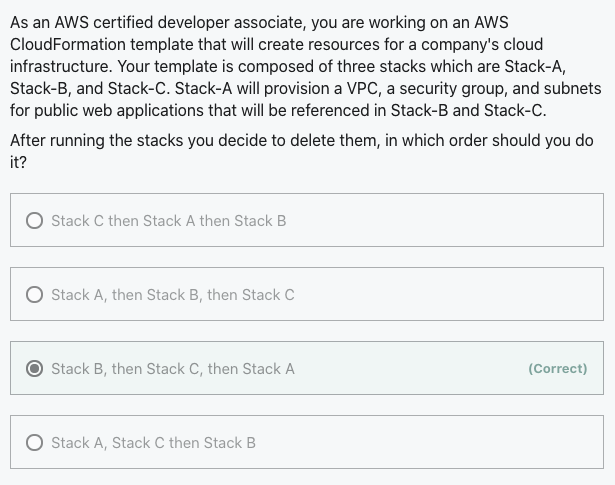 As an AWS certified developer associate, you are working on an AWS
CloudFormation template that will create resources for a company's cloud
infrastructure. Your template is composed of three stacks which are Stack-A,
Stack-B, and Stack-C. Stack-A will provision a VPC, a security group, and subnets
for public web applications that will be referenced in Stack-B and Stack-C.
After running the stacks you decide to delete them, in which order should you do
it?
Stack C then Stack A then Stack B
Stack A, then Stack B, then Stack C
Stack B, then Stack C, then Stack A (Correct)
Stack A, Stack C then Stack B